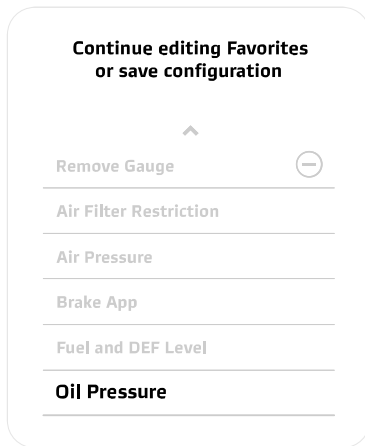 Continue editing Favorites
or save configuration
Remove Gauge
Air Filter Restriction
Air Pressure
Brake App
Fuel and DEF Level
Oil Pressure